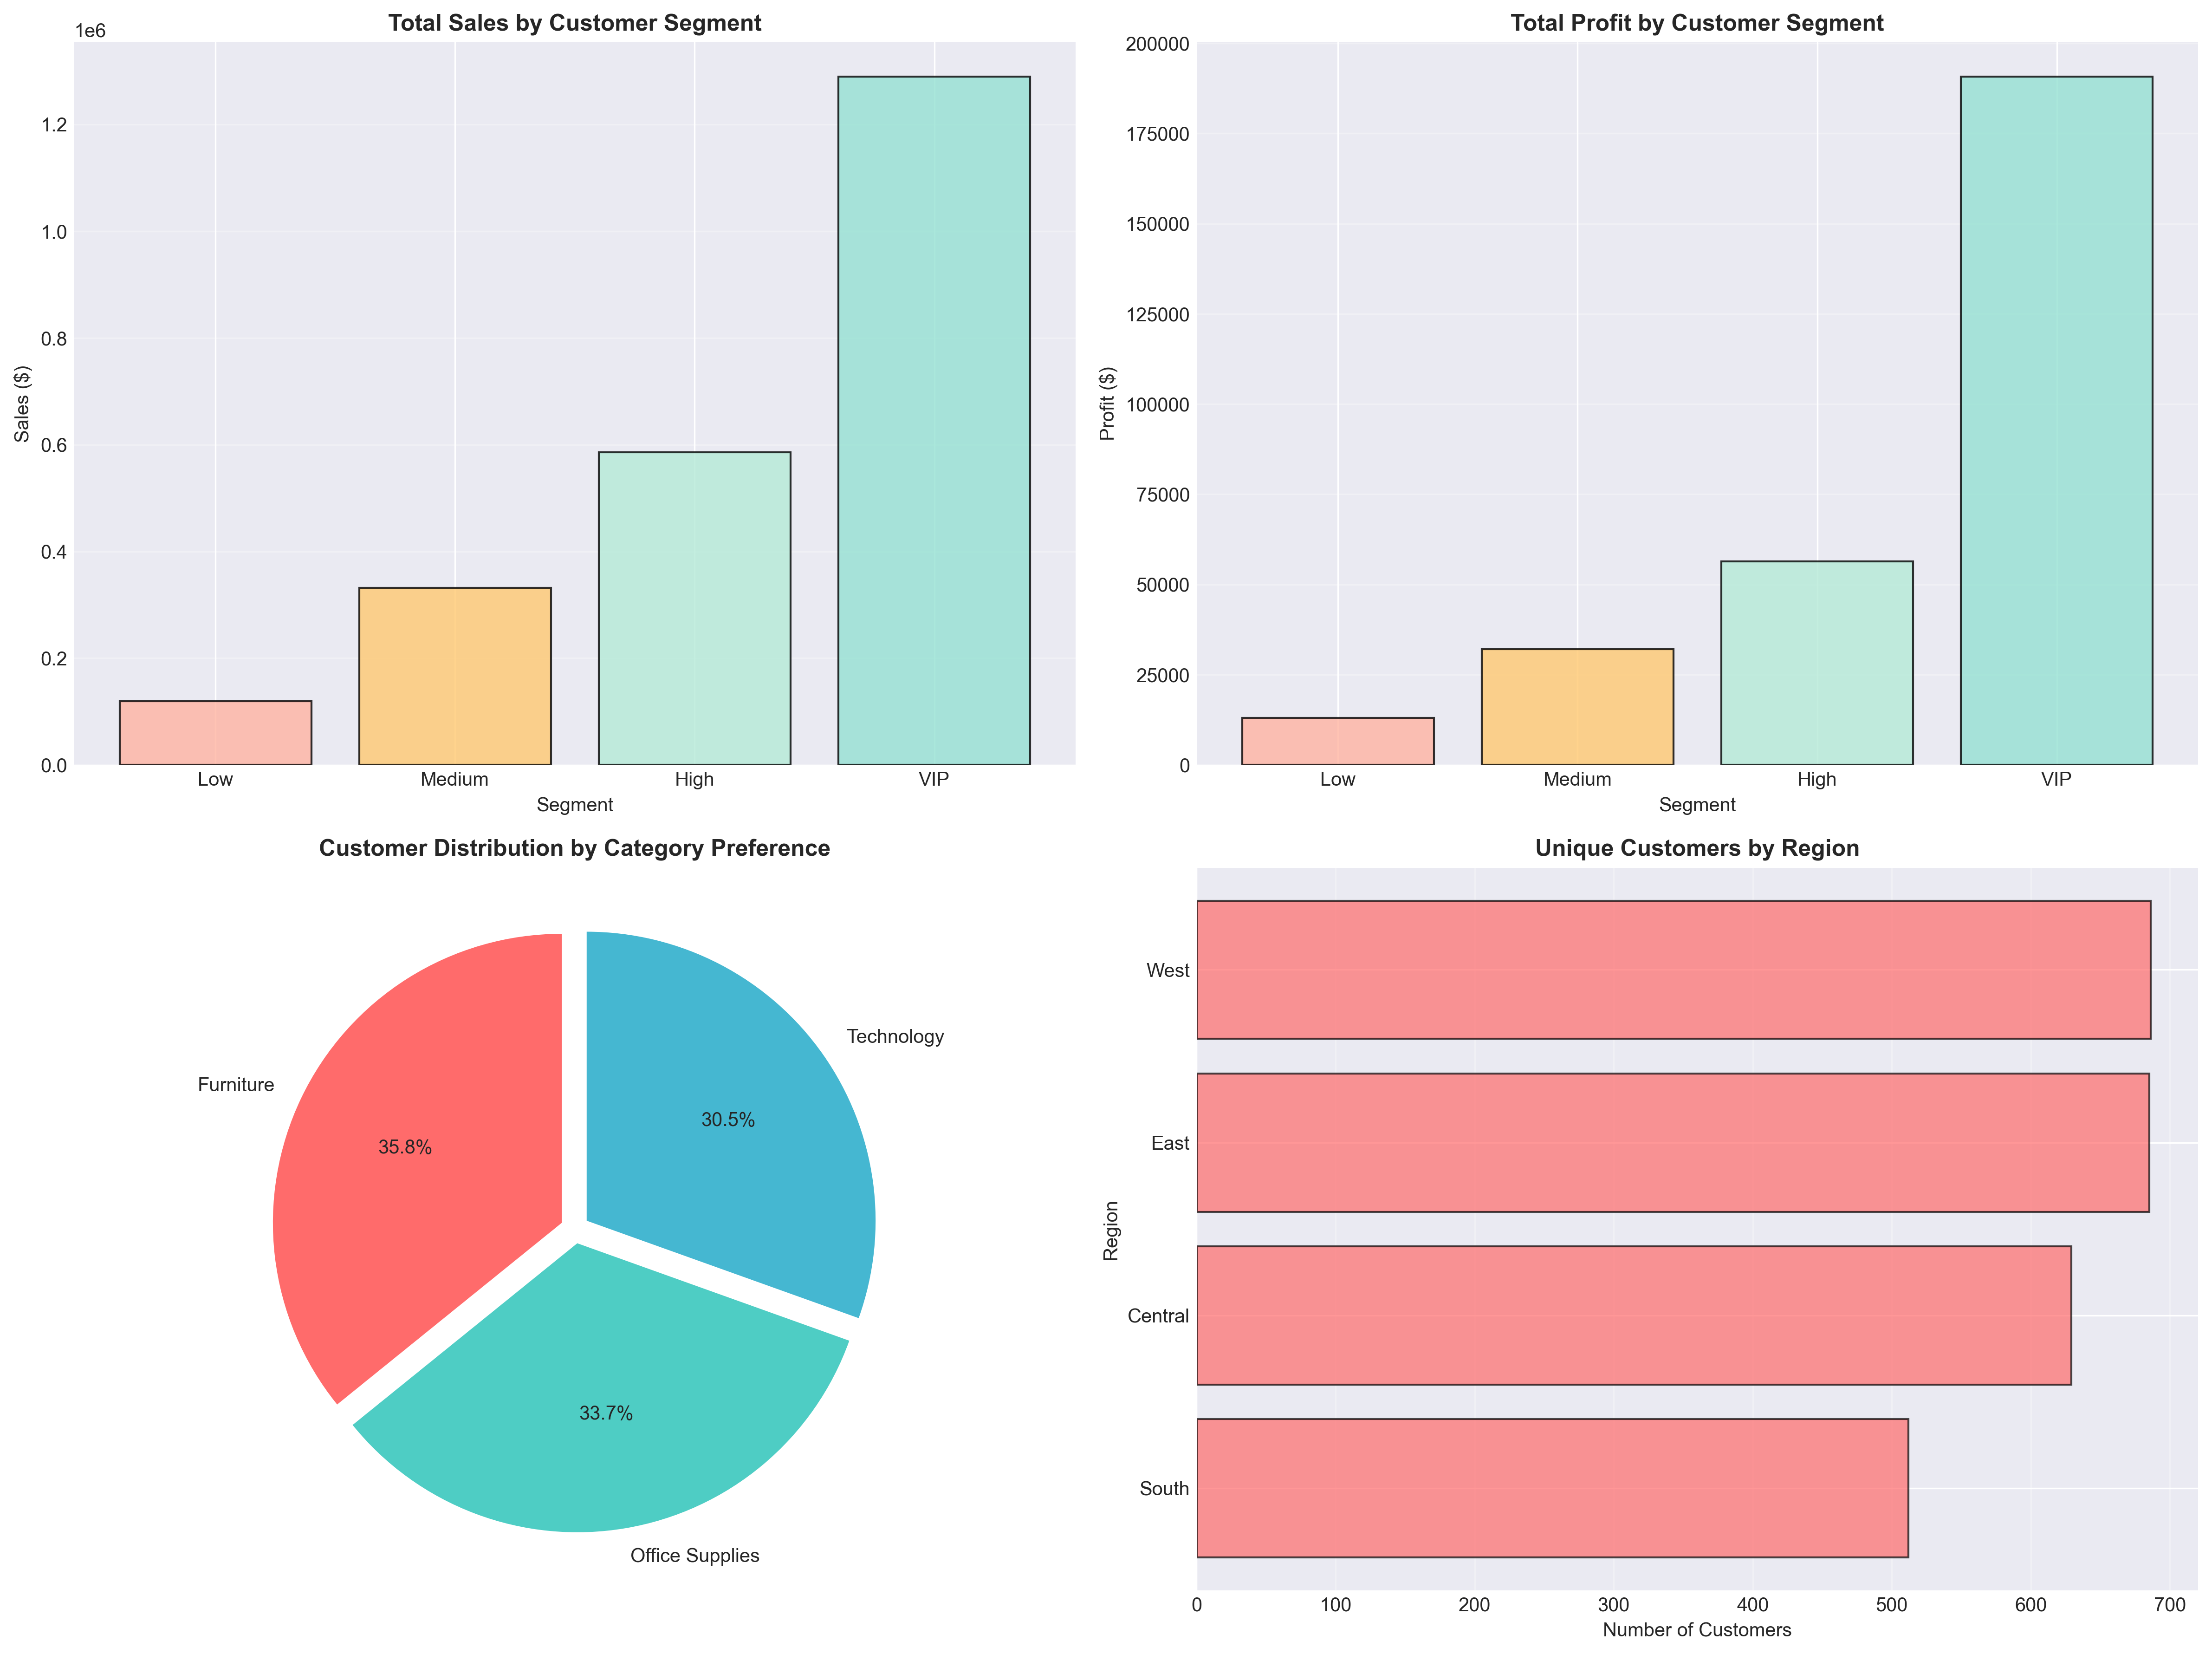 Total Sales by Customer Segment
1e6
1.2
1.0
0.8
0.6
0.4
0.2
0.0
Sales ($)
Low Medium High VIP
Segment
Total Profit by Customer Segment
200000
175000
150000
125000
100000
75000
50000
25000
0
Profit ($)
Low Medium High VIP
Segment
Customer Distribution by Category Preference
Technology
Furniture
30.5%
35.8%
33.7%
Office Supplies
Unique Customers by Region
West
East
Region
Central
South
0 100 200 300 400 500 600 700
Number of Customers